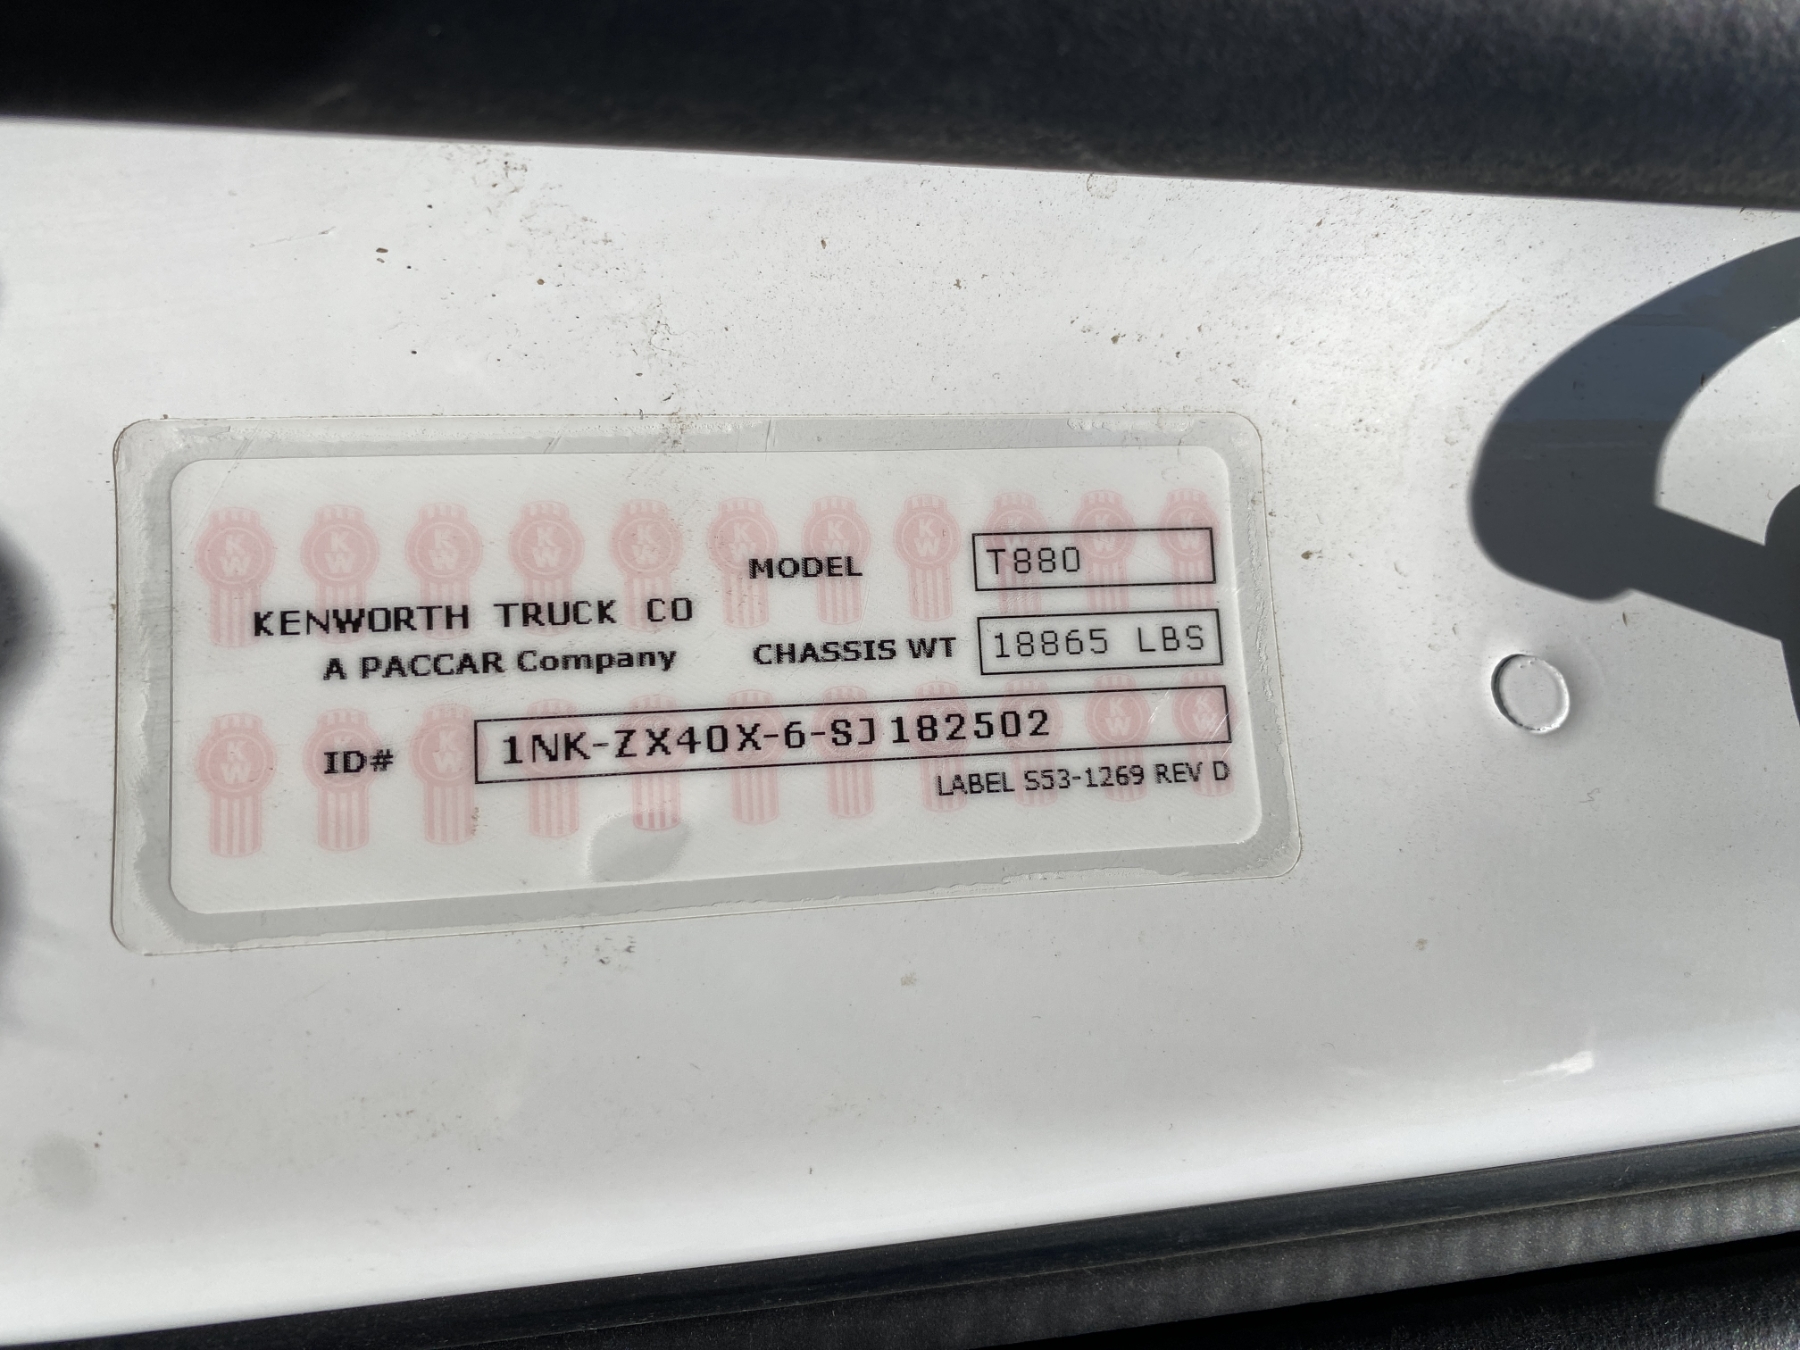 MODEL T880
KENWORTH TRUCK CO
A PACCAR Company
CHASSIS WT 18865 LBS
ID# 1NK-ZX40X-6-SJ182502
LABEL S53-1269 REV D